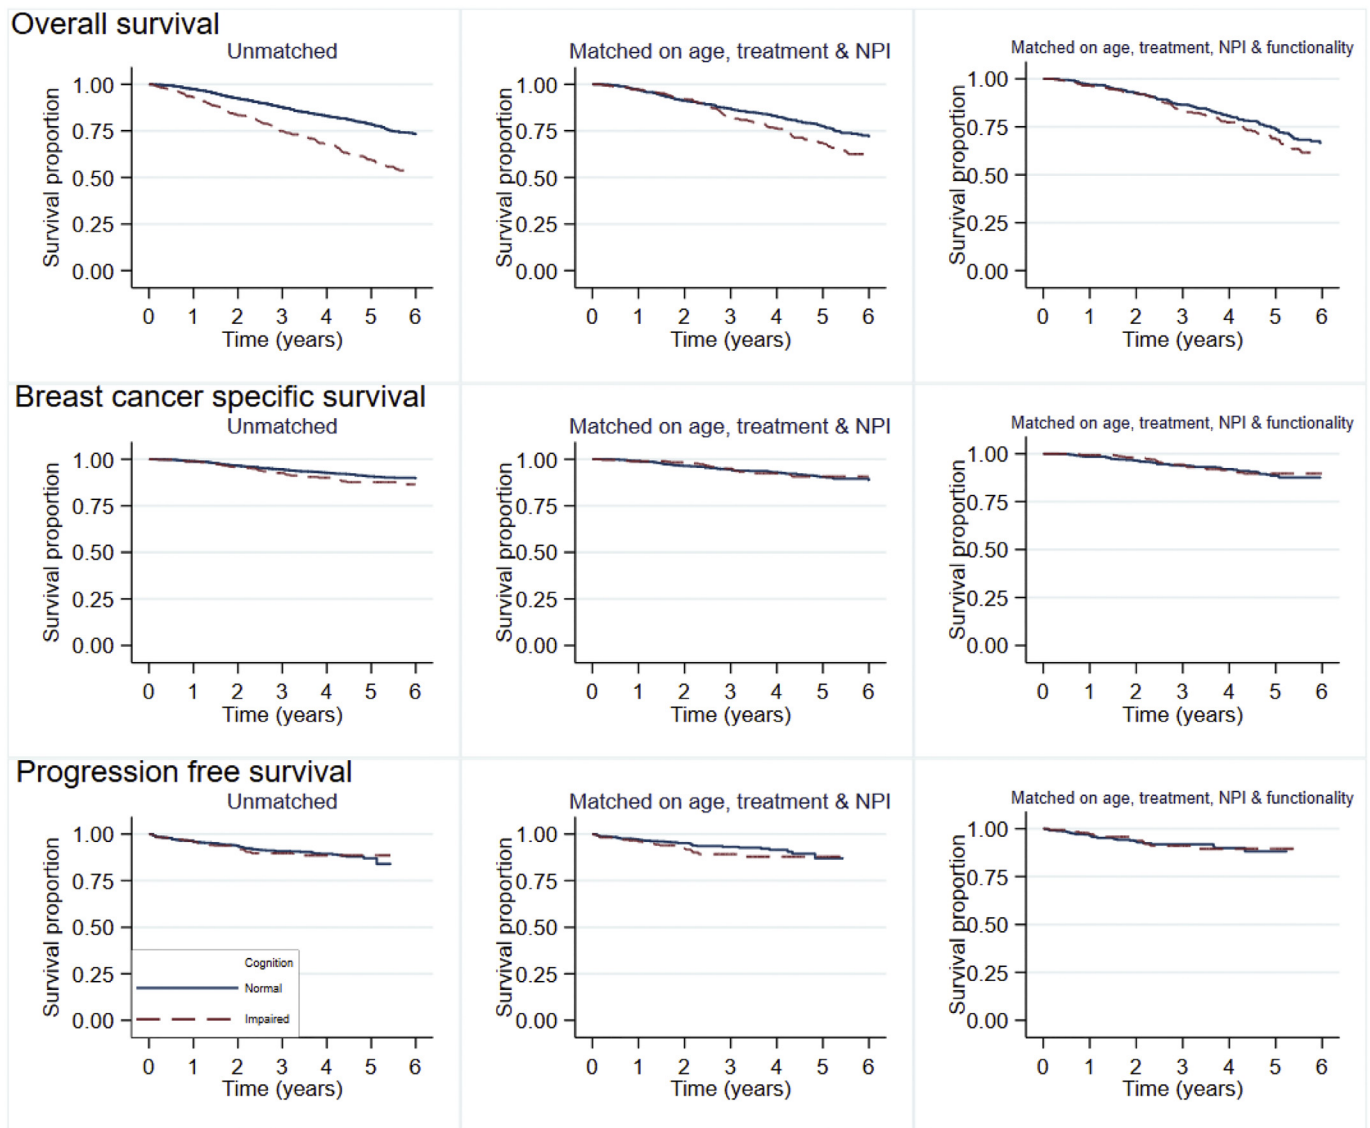 Overall survival
Unmatched
Survival proportion
1.00
0.75
0.50
0.25
0.00
0 1 2 3 4 5 6
Time (years)
Matched on age, treatment & NPI
Survival proportion
1.00
0.75
0.50
0.25
0.00
0 1 2 3 4 5 6
Time (years)
Matched on age, treatment, NPI & functionality
Survival proportion
1.00
0.75
0.50
0.25
0.00
0 1 2 3 4 5 6
Time (years)
Breast cancer specific survival
Unmatched
Survival proportion
1.00
0.75
0.50
0.25
0.00
0 1 2 3 4 5 6
Time (years)
Matched on age, treatment & NPI
Survival proportion
1.00
0.75
0.50
0.25
0.00
0 1 2 3 4 5 6
Time (years)
Matched on age, treatment, NPI & functionality
Survival proportion
1.00
0.75
0.50
0.25
0.00
0 1 2 3 4 5 6
Time (years)
Progression free survival
Unmatched
Survival proportion
1.00
0.75
0.50
0.25
0.00
Cognition
Normal
Impaired
0 1 2 3 4 5 6
Time (years)
Matched on age, treatment & NPI
Survival proportion
1.00
0.75
0.50
0.25
0.00
0 1 2 3 4 5 6
Time (years)
Matched on age, treatment, NPI & functionality
Survival proportion
1.00
0.75
0.50
0.25
0.00
0 1 2 3 4 5 6
Time (years)